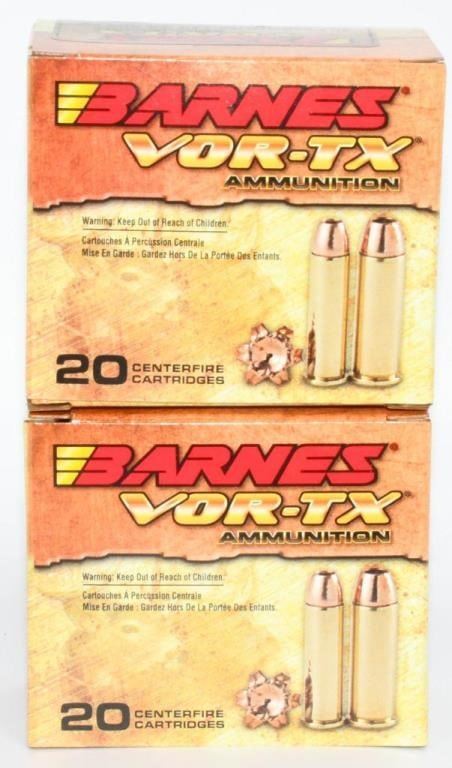 BARNES®
VOR-TX®
AMMUNITION
Warning: Keep Out of Reach of Children.
Cartouches À Percussion Centrale
Mise En Garde : Gardez Hors De La Portée Des Enfants.
20 CENTERFIRE
CARTRIDGES
BARNES®
VOR-TX®
AMMUNITION
Warning: Keep Out of Reach of Children.
Cartouches À Percussion Centrale
Mise En Garde : Gardez Hors De La Portée Des Enfants.
20 CENTERFIRE
CARTRIDGES